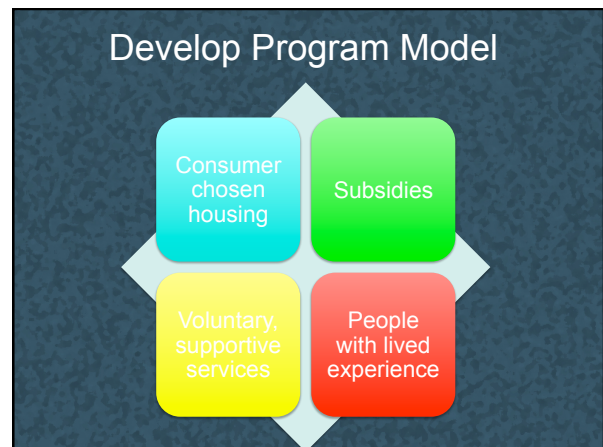 Develop Program Model
Consumer
chosen
housing
Subsidies
Voluntary,
supportive
services
People
with lived
experience